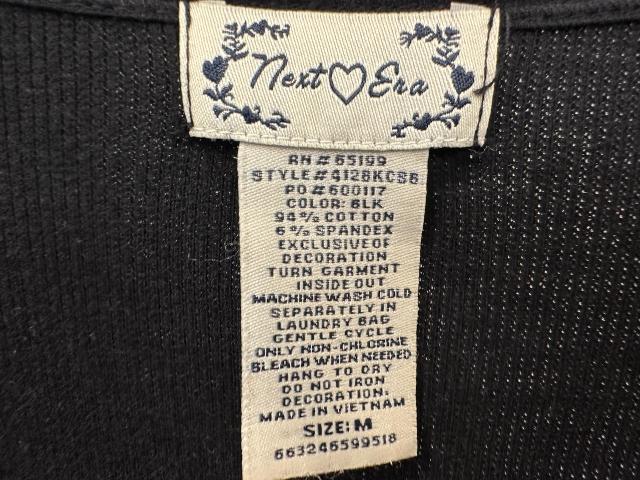 Next Era
RN # 65199
STYLE#4128KCS6
PO#600117
COLOR: BLK
94% COTTON
6% SPANDEX
EXCLUSIVE OF
DECORATION
TURN GARMENT
INSIDE OUT
MACHINE WASH COLD
SEPARATELY IN
LAUNDRY BAG
GENTLE CYCLE
ONLY NON-CHLORINE
BLEACH WHEN NEEDED
HANG TO DRY
DO NOT IRON
DECORATION.
MADE IN VIETNAM
SIZE: M
663246599518